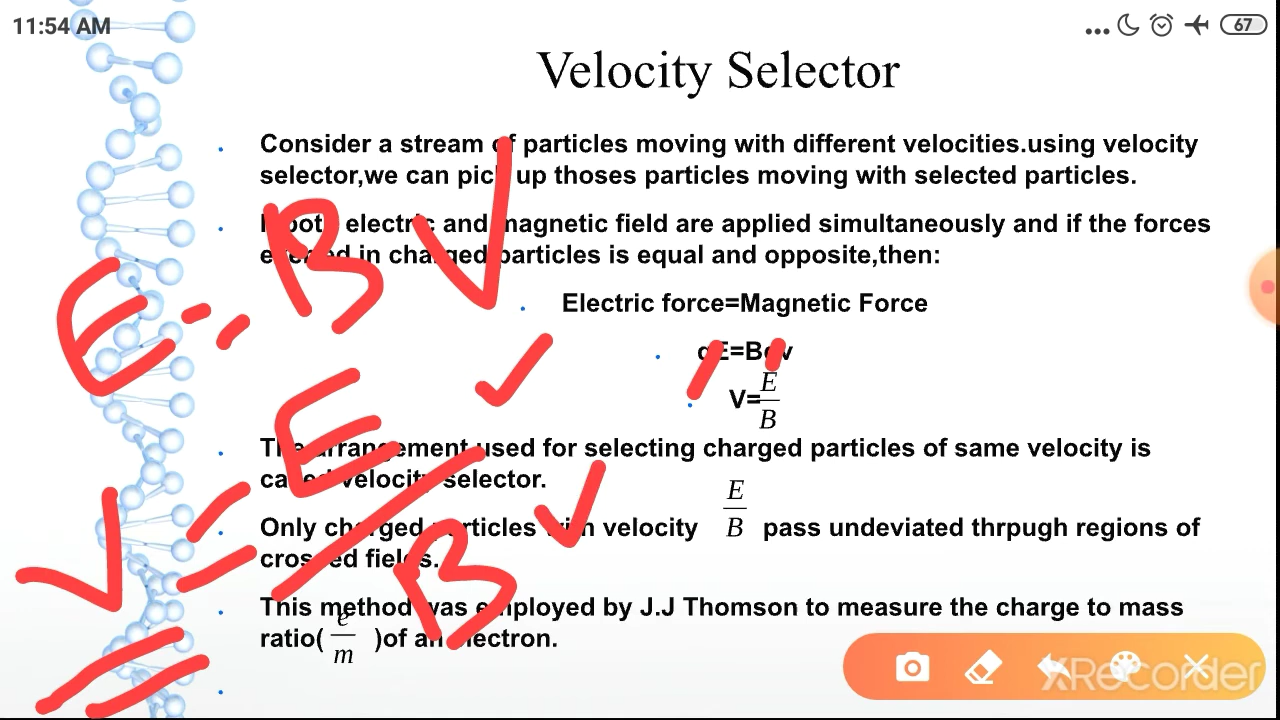 11:54 AM
67
Velocity Selector
Consider a stream of particles moving with different velocities.using velocity
selector,we can pick up thoses particles moving with selected particles.
electric and magnetic field are applied simultaneously and if the forces
in charged particles is equal and opposite,then:
Electric force=Magnetic Force
qE=Bqv
V=E/B
The arrangement used for selecting charged particles of same velocity is
called velocity selector.
Only charged particles with velocity E/B pass undeviated thrpugh regions of
crossed fields.
This method was employed by J.J Thomson to measure the charge to mass
ratio( e/m )of an electron.
E = B V
V = E/B
XRecorder